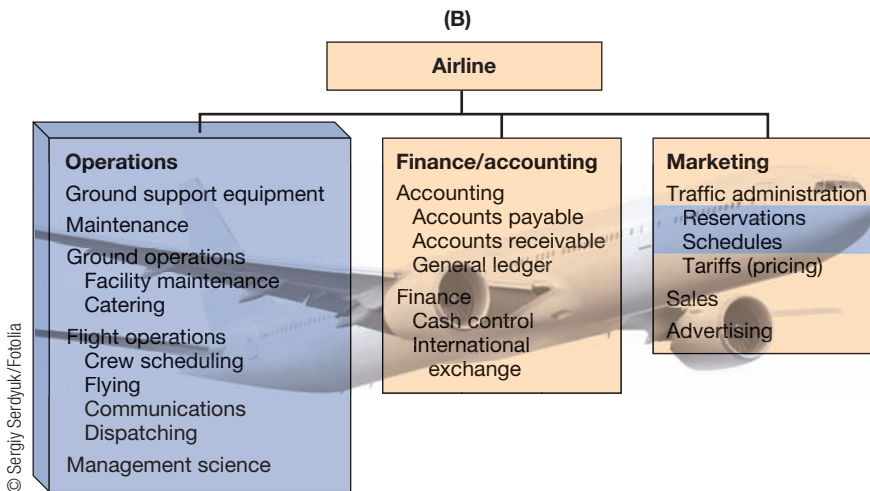 (B)
Airline
Operations
Ground support equipment
Maintenance
Ground operations
Facility maintenance
Catering
Flight operations
Crew scheduling
Flying
Communications
Dispatching
Management science
Finance/accounting
Accounting
Accounts payable
Accounts receivable
General ledger
Finance
Cash control
International
exchange
Marketing
Traffic administration
Reservations
Schedules
Tariffs (pricing)
Sales
Advertising
© Sergiy Serdyuk/Fotolia